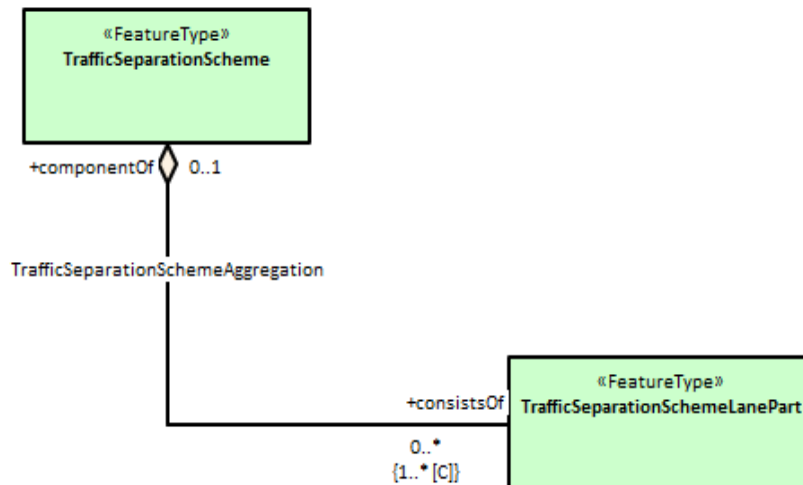 «FeatureType»
TrafficSeparationScheme
+componentOf 0..1
TrafficSeparationSchemeAggregation
«FeatureType»
+consistsOf TrafficSeparationSchemeLanePart
0..*
{1..* [C]}